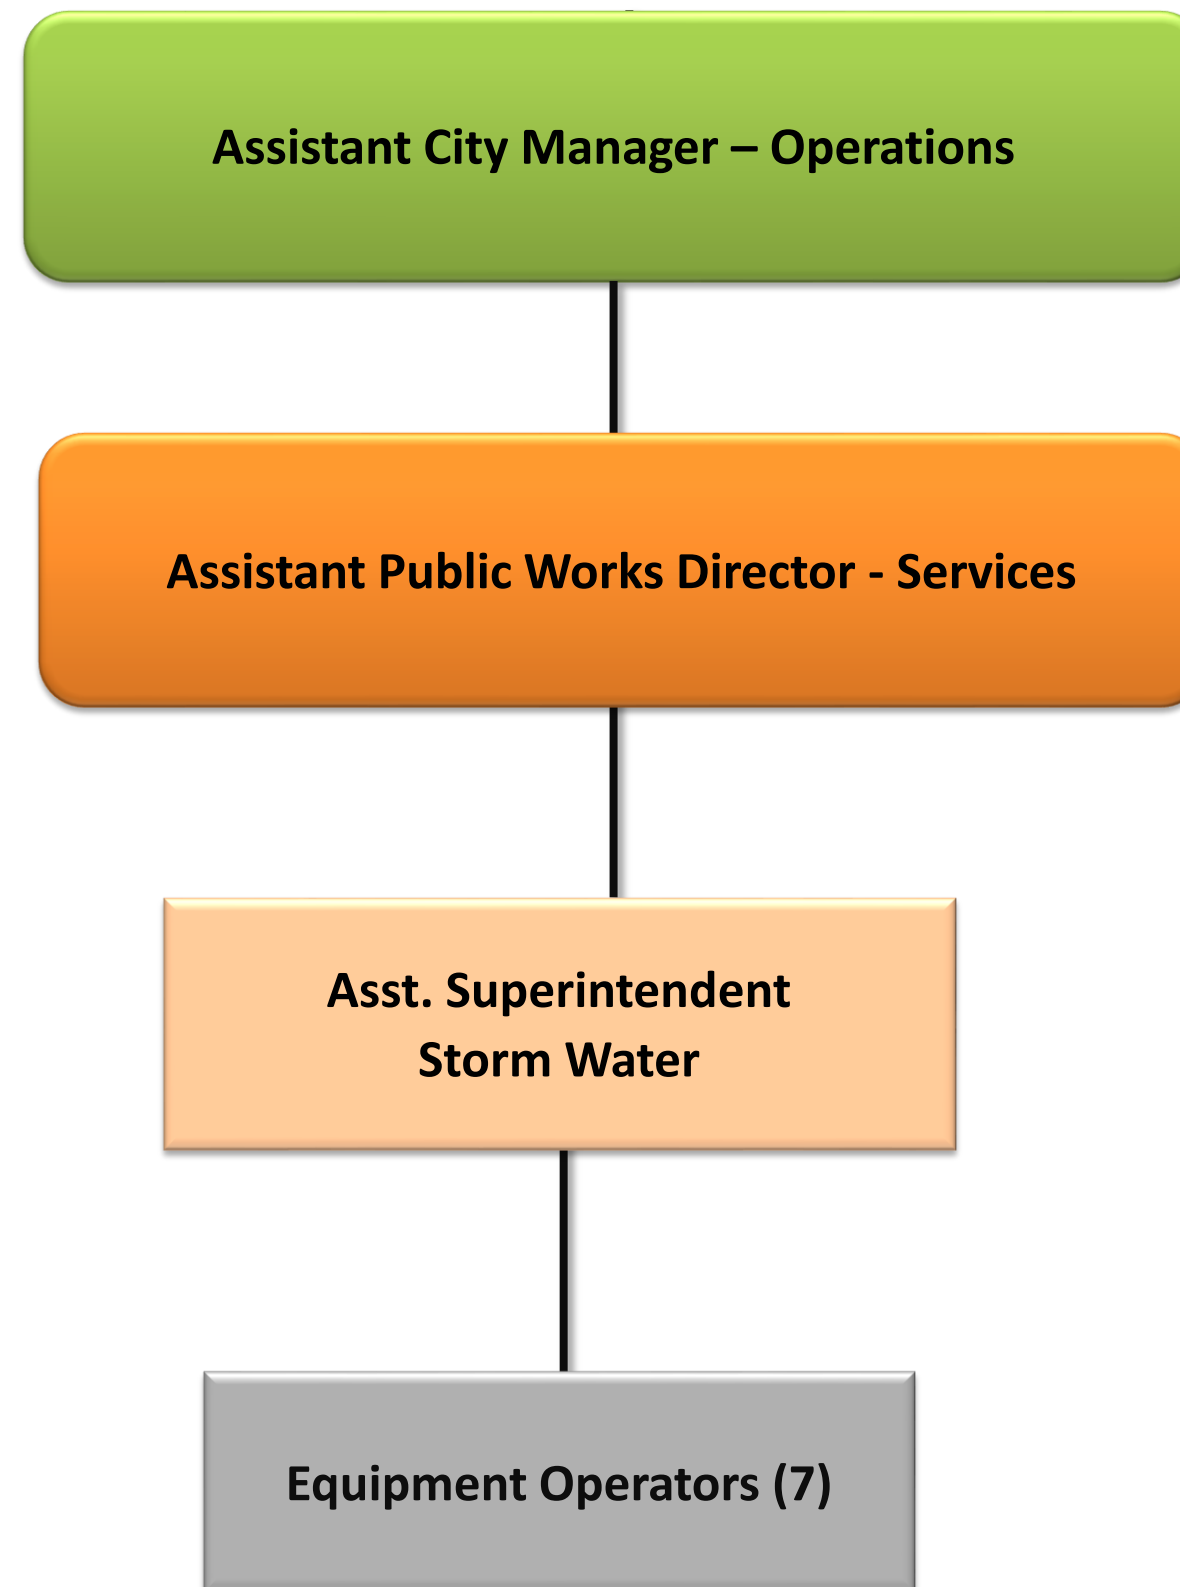 Assistant City Manager – Operations
Assistant Public Works Director - Services
Asst. Superintendent
Storm Water
Equipment Operators (7)